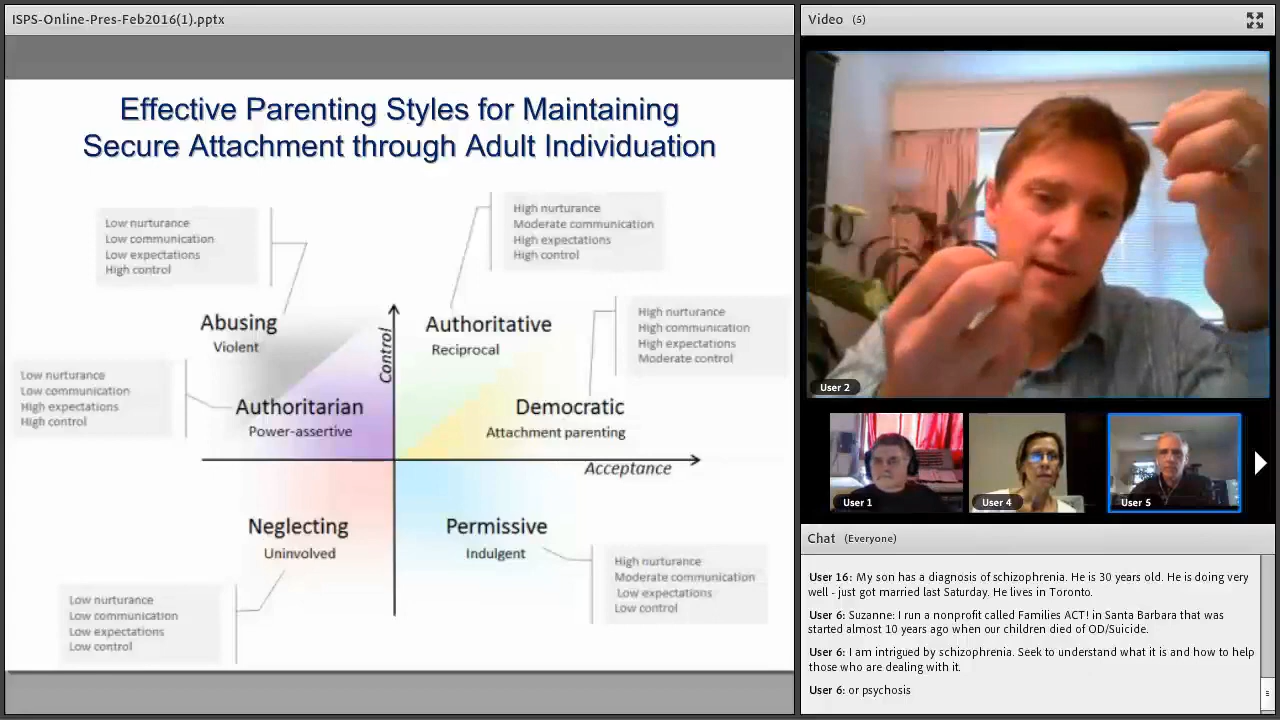 ISPS-Online-Pres-Feb2016(1).pptx
Effective Parenting Styles for Maintaining
Secure Attachment through Adult Individuation
Low nurturance
Low communication
Low expectations
High control
High nurturance
Moderate communication
High expectations
High control
Abusing
Violent
Control
Authoritative
Reciprocal
High nurturance
High communication
High expectations
Moderate control
Low nurturance
Low communication
High expectations
High control
Authoritarian
Power-assertive
Democratic
Attachment parenting
Acceptance
Neglecting
Uninvolved
Permissive
Indulgent
High nurturance
Moderate communication
Low expectations
Low control
Low nurturance
Low communication
Low expectations
Low control
Video (5)
User 2
User 1
User 4
User 5
Chat (Everyone)
User 16: My son has a diagnosis of schizophrenia. He is 30 years old. He is doing very
well - just got married last Saturday. He lives in Toronto.
User 6: Suzanne: I run a nonprofit called Families ACT! in Santa Barbara that was
started almost 10 years ago when our children died of OD/Suicide.
User 6: I am intrigued by schizophrenia. Seek to understand what it is and how to help
those who are dealing with it.
User 6: or psychosis